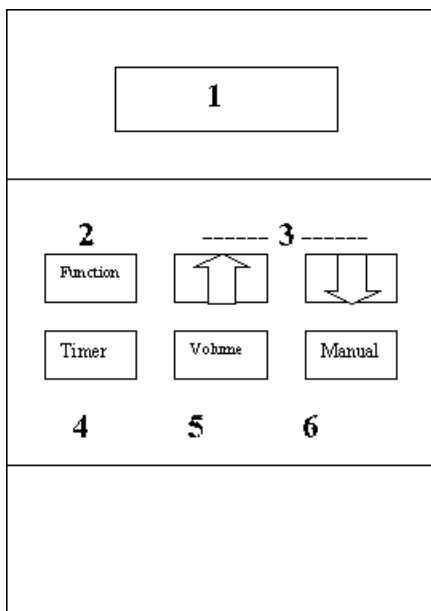 1
2 ------ 3 ------
Function
Timer Volume Manual
4 5 6